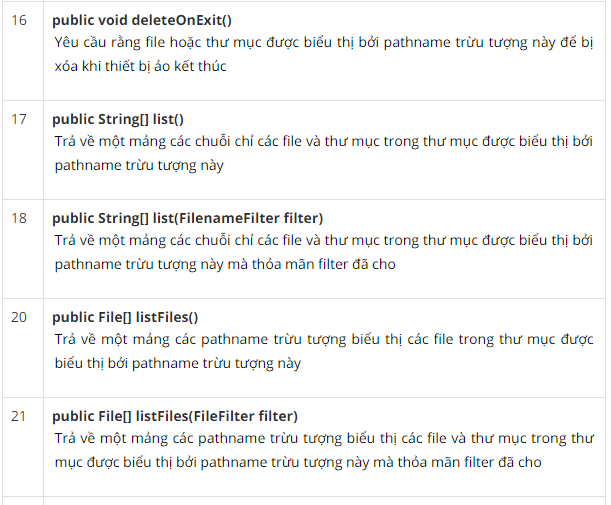 16 public void deleteOnExit()
Yêu cầu rằng file hoặc thư mục được biểu thị bởi pathname trừu tượng này để bị
xóa khi thiết bị ảo kết thúc
17 public String[] list()
Trả về một mảng các chuỗi chỉ các file và thư mục trong thư mục được biểu thị bởi
pathname trừu tượng này
18 public String[] list(FilenameFilter filter)
Trả về một mảng các chuỗi chỉ các file và thư mục trong thư mục được biểu thị bởi
pathname trừu tượng này mà thỏa mãn filter đã cho
20 public File[] listFiles()
Trả về một mảng các pathname trừu tượng biểu thị các file trong thư mục được
biểu thị bởi pathname trừu tượng này
21 public File[] listFiles(FileFilter filter)
Trả về một mảng các pathname trừu tượng biểu thị các file và thư mục trong thư
mục được biểu thị bởi pathname trừu tượng này mà thỏa mãn filter đã cho